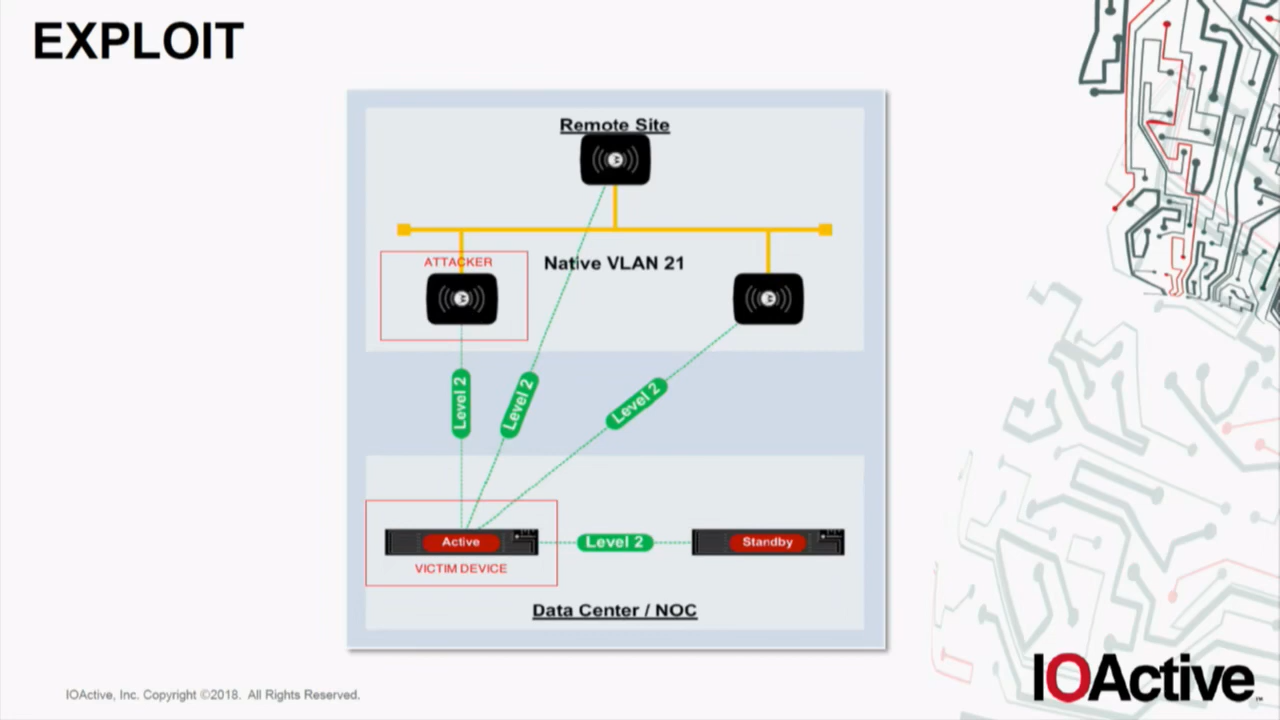 EXPLOIT
Remote Site
ATTACKER
Native VLAN 21
Level 2
Level 2
Level 2
Active
Level 2
Standby
VICTIM DEVICE
Data Center / NOC
IOActive, Inc. Copyright ©2018. All Rights Reserved.
IOActive™